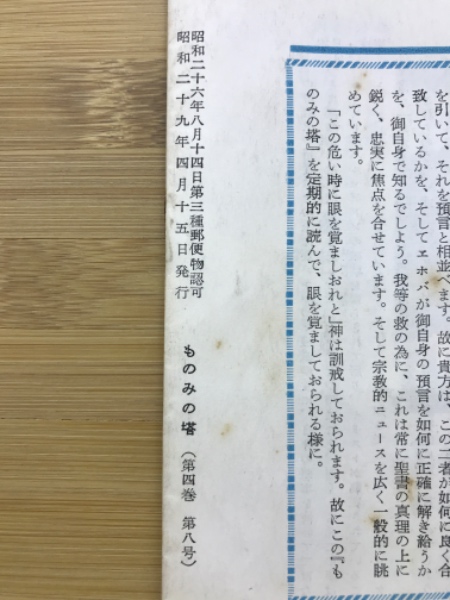 を引いて、それを預言と相並べます。故に貴方は、この二者が如何に良く合
致しているかを、そしてエホバが御自身の預言を如何に正確に解き給うか
を、御自身で知るでしよう。我等の救の為に、これは常に聖書の真理の上に
鋭く、忠実に焦点を合せています。そして宗教的ニュースを広く一般的に眺
めています。
「この危い時に眼を覚ましおれと」神は訓戒しておられます。故にこの『も
のみの塔』を定期的に読んで、眼を覚ましておられる様に。
昭和二十六年八月十四日第三種郵便物認可
昭和二十九年四月十五日発行
ものみの塔（第四巻 第八号）